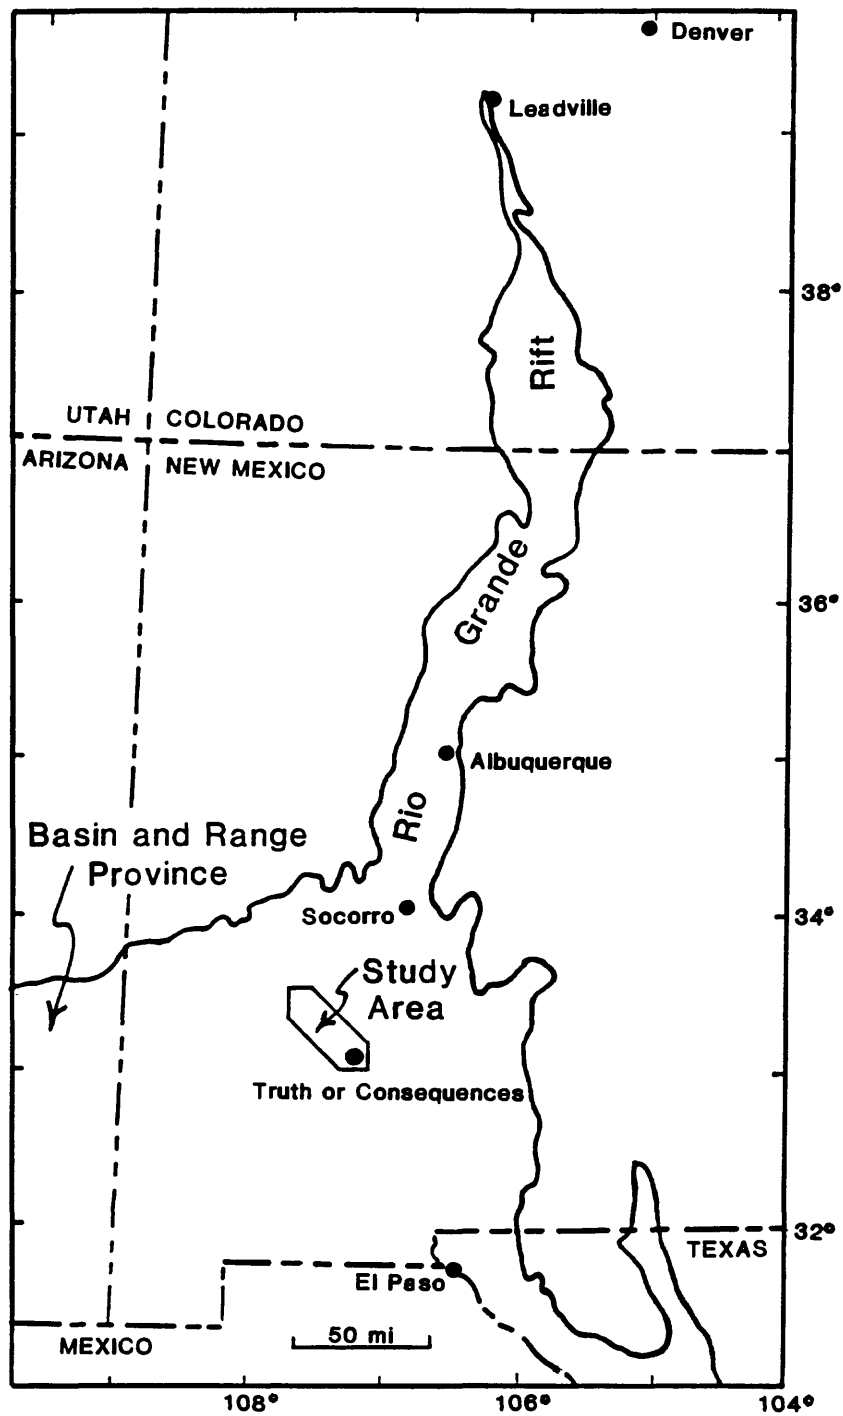 Denver
Leadville
38°
Rift
UTAH COLORADO
ARIZONA NEW MEXICO
Grande
36°
Albuquerque
Rio
Basin and Range
Province
Socorro
34°
Study
Area
Truth or Consequences
32°
TEXAS
El Paso
50 mi
MEXICO
108° 106° 104°